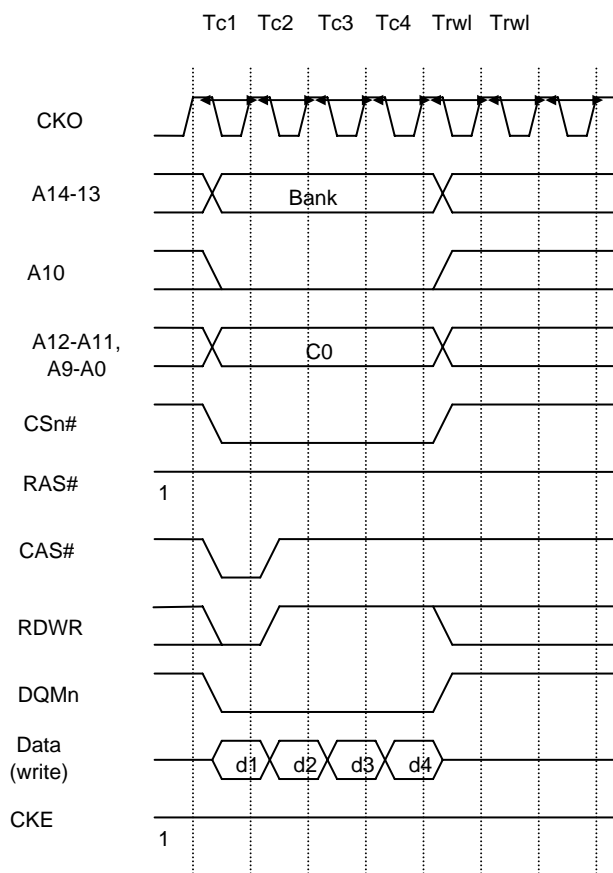 Tc1 Tc2 Tc3 Tc4 Trwl Trwl
CKO
A14-13
Bank
A10
A12-A11,
A9-A0
C0
CSn#
RAS#
1
CAS#
RDWR
DQMn
Data
(write)
d1 d2 d3 d4
CKE
1